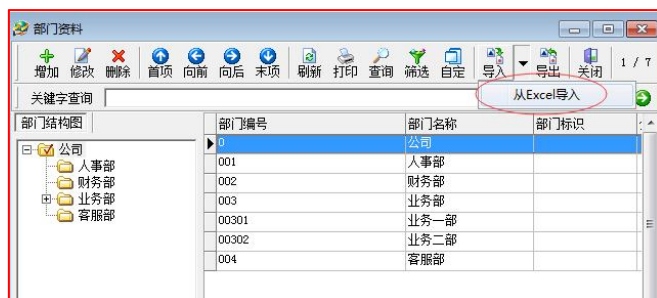 部门资料
增加 修改 删除 首项 向前 向后 末项 刷新 打印 查询 筛选 自定 导入 导出 关闭 1 / 7
关键字查询
从Excel导入
部门结构图
公司
人事部
财务部
业务部
客服部
部门编号 部门名称 部门标识
0 公司
001 人事部
002 财务部
003 业务部
00301 业务一部
00302 业务二部
004 客服部